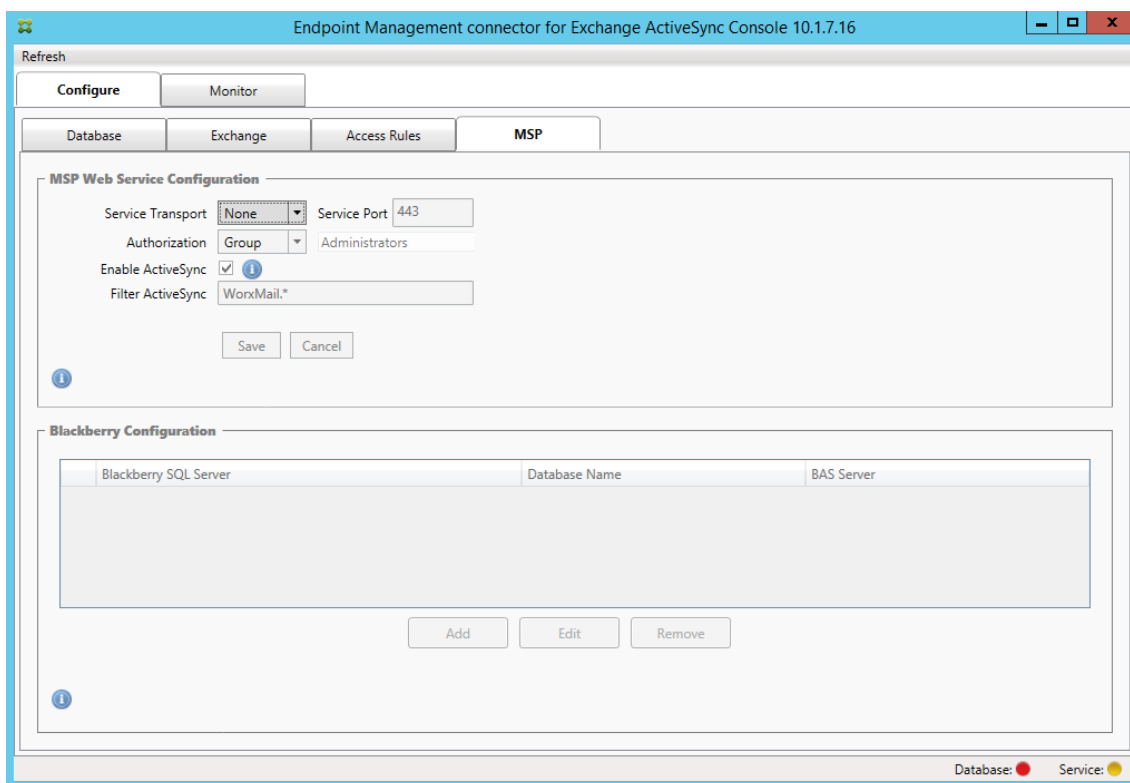 Endpoint Management connector for Exchange ActiveSync Console 10.1.7.16
Refresh
Configure Monitor
Database Exchange Access Rules MSP
MSP Web Service Configuration
Service Transport None Service Port 443
Authorization Group Administrators
Enable ActiveSync
Filter ActiveSync WorxMail.*
Save Cancel
Blackberry Configuration
Blackberry SQL Server Database Name BAS Server
Add Edit Remove
Database: Service: